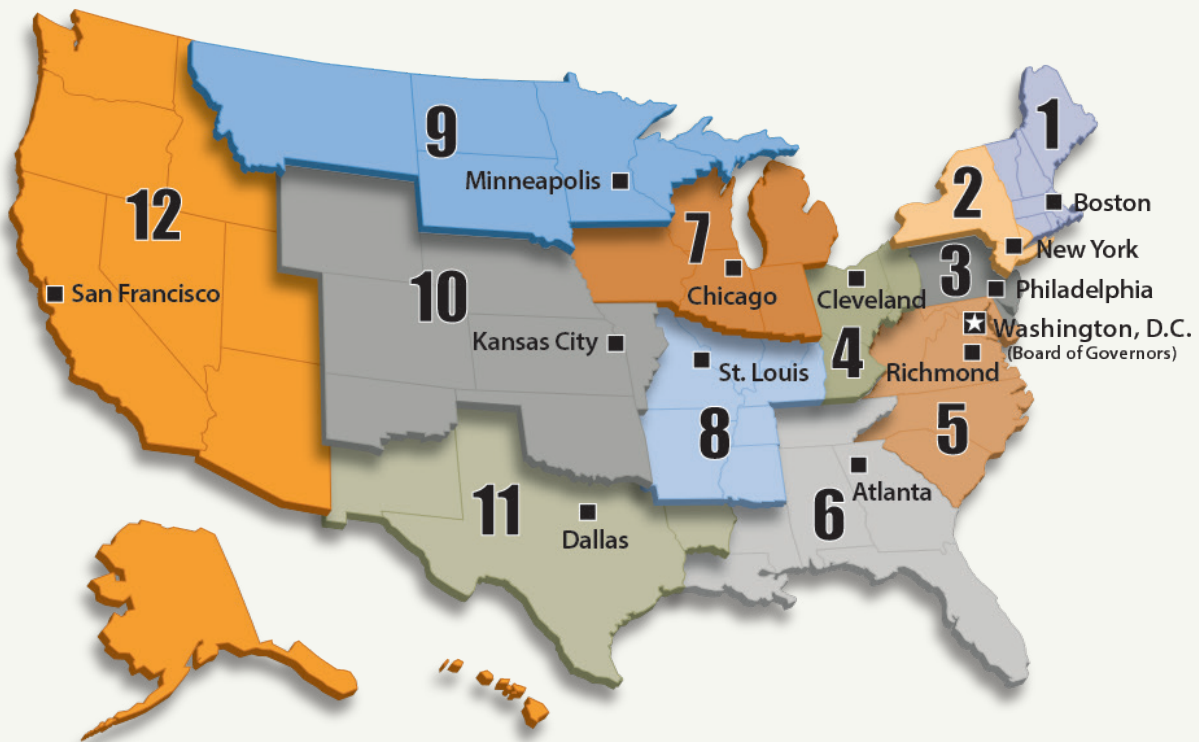 1
9
2
Minneapolis
12
Boston
7
New York
3
10
Chicago
Cleveland
Philadelphia
San Francisco
Washington, D.C.
(Board of Governors)
Kansas City
4
St. Louis
Richmond
8
5
11
Atlanta
6
Dallas